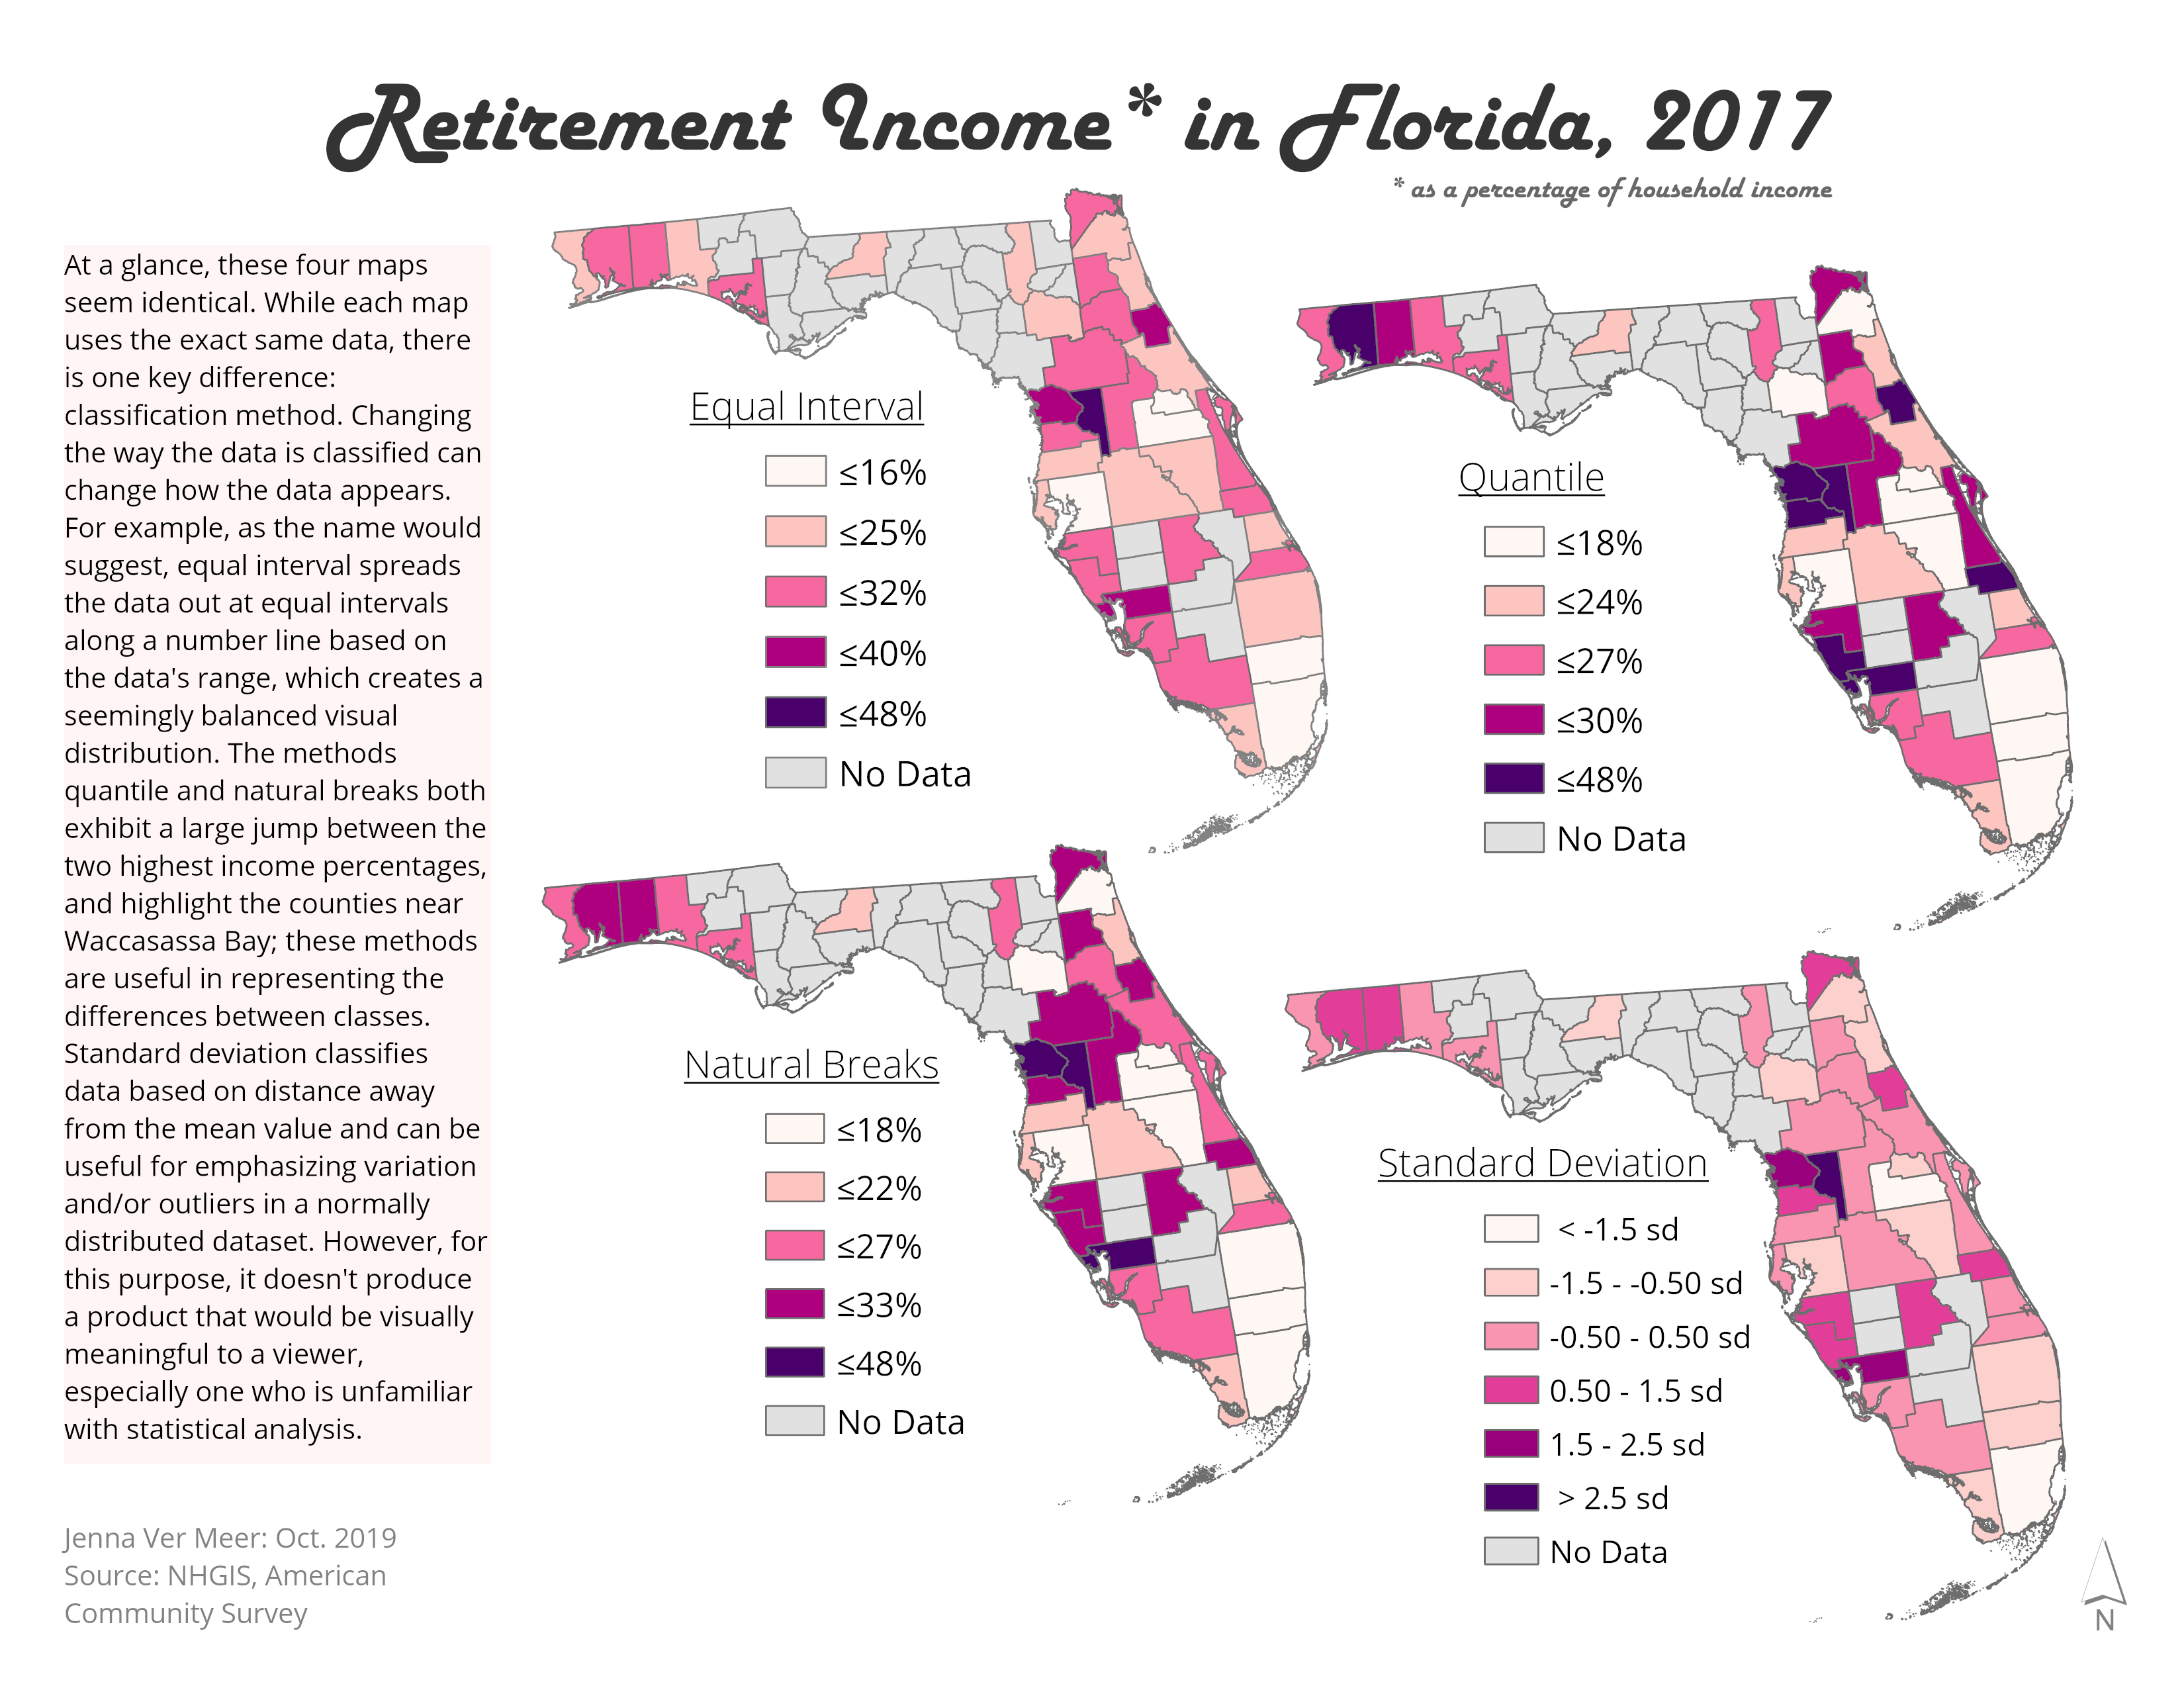 Retirement Income* in Florida, 2017
* as a percentage of household income
At a glance, these four maps
seem identical. While each map
uses the exact same data, there
is one key difference:
classification method. Changing
the way the data is classified can
change how the data appears.
For example, as the name would
suggest, equal interval spreads
the data out at equal intervals
along a number line based on
the data's range, which creates a
seemingly balanced visual
distribution. The methods
quantile and natural breaks both
exhibit a large jump between the
two highest income percentages,
and highlight the counties near
Waccasassa Bay; these methods
are useful in representing the
differences between classes.
Standard deviation classifies
data based on distance away
from the mean value and can be
useful for emphasizing variation
and/or outliers in a normally
distributed dataset. However, for
this purpose, it doesn't produce
a product that would be visually
meaningful to a viewer,
especially one who is unfamiliar
with statistical analysis.
Jenna Ver Meer: Oct. 2019
Source: NHGIS, American
Community Survey
Equal Interval
≤16%
≤25%
≤32%
≤40%
≤48%
No Data
Quantile
≤18%
≤24%
≤27%
≤30%
≤48%
No Data
Natural Breaks
≤18%
≤22%
≤27%
≤33%
≤48%
No Data
Standard Deviation
< -1.5 sd
-1.5 - -0.50 sd
-0.50 - 0.50 sd
0.50 - 1.5 sd
1.5 - 2.5 sd
> 2.5 sd
No Data
N